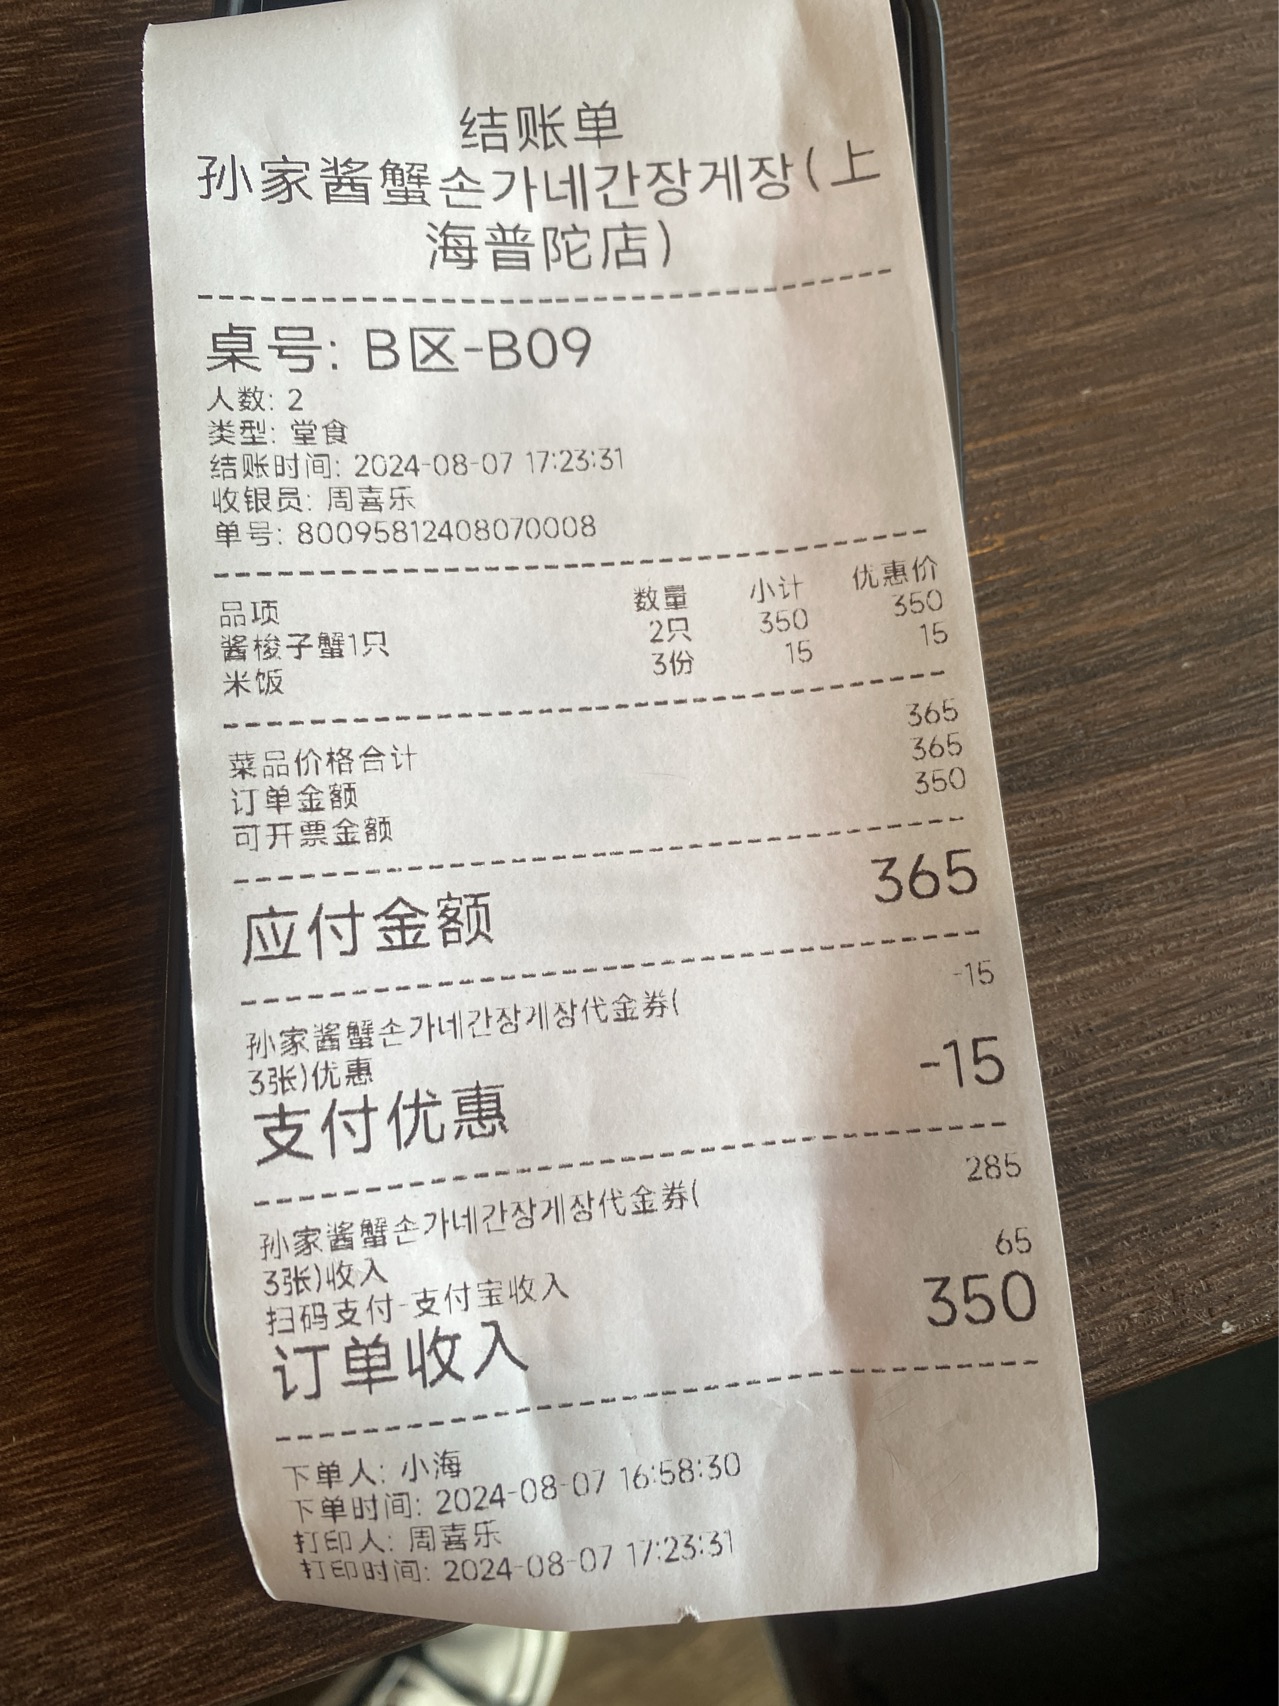 结账单
孙家酱蟹손가네간장게장(上
海普陀店)
桌号: B区-B09
人数: 2
类型: 堂食
结账时间: 2024-08-07 17:23:31
收银员: 周喜乐
单号: 80095812408070008
品项 数量 小计 优惠价
酱梭子蟹1只 2只 350 350
米饭 3份 15 15
菜品价格合计 365
订单金额 365
可开票金额 350
应付金额 365
孙家酱蟹손가네간장게장代金券( -15
3张)优惠
支付优惠 -15
孙家酱蟹손가네간장게장代金券( 285
3张)收入
扫码支付-支付宝收入 65
订单收入 350
下单人: 小海
下单时间: 2024-08-07 16:58:30
打印人: 周喜乐
打印时间: 2024-08-07 17:23:31